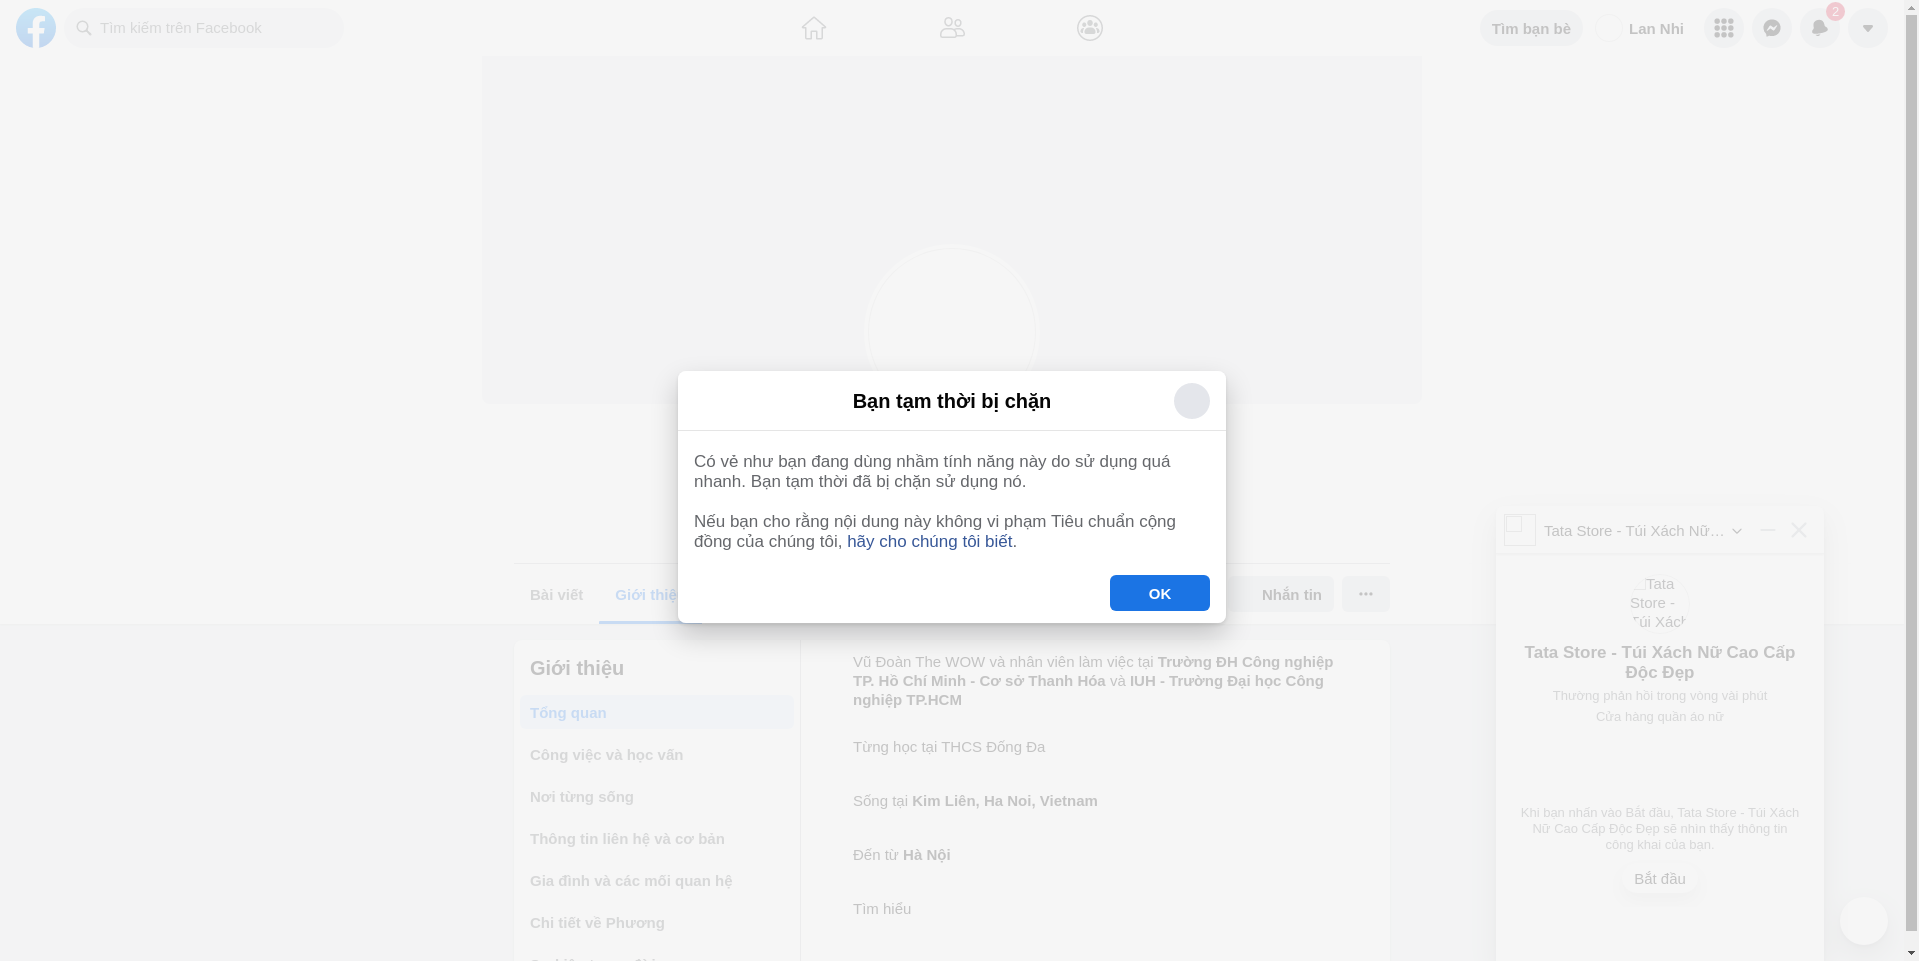 Tìm kiếm trên Facebook
Tìm bạn bè
Lan Nhi
2
Bạn tạm thời bị chặn
Có vẻ như bạn đang dùng nhầm tính năng này do sử dụng quá
nhanh. Bạn tạm thời đã bị chặn sử dụng nó.
Nếu bạn cho rằng nội dung này không vi phạm Tiêu chuẩn cộng
đồng của chúng tôi, hãy cho chúng tôi biết.
OK
Bài viết
Giới thiệ
Nhắn tin
Giới thiệu
Tổng quan
Công việc và học vấn
Nơi từng sống
Thông tin liên hệ và cơ bản
Gia đình và các mối quan hệ
Chi tiết về Phương
Vũ Đoàn The WOW và nhân viên làm việc tại Trường ĐH Công nghiệp
TP. Hồ Chí Minh - Cơ sở Thanh Hóa và IUH - Trường Đại học Công
nghiệp TP.HCM
Từng học tại THCS Đống Đa
Sống tại Kim Liên, Ha Noi, Vietnam
Đến từ Hà Nội
Tìm hiểu
Tata Store - Túi Xách Nữ...
Tata
Store -
Túi Xách
Tata Store - Túi Xách Nữ Cao Cấp
Độc Đẹp
Thường phản hồi trong vòng vài phút
Cửa hàng quần áo nữ
Khi bạn nhấn vào Bắt đầu, Tata Store - Túi Xách
Nữ Cao Cấp Độc Đẹp sẽ nhìn thấy thông tin
công khai của bạn.
Bắt đầu